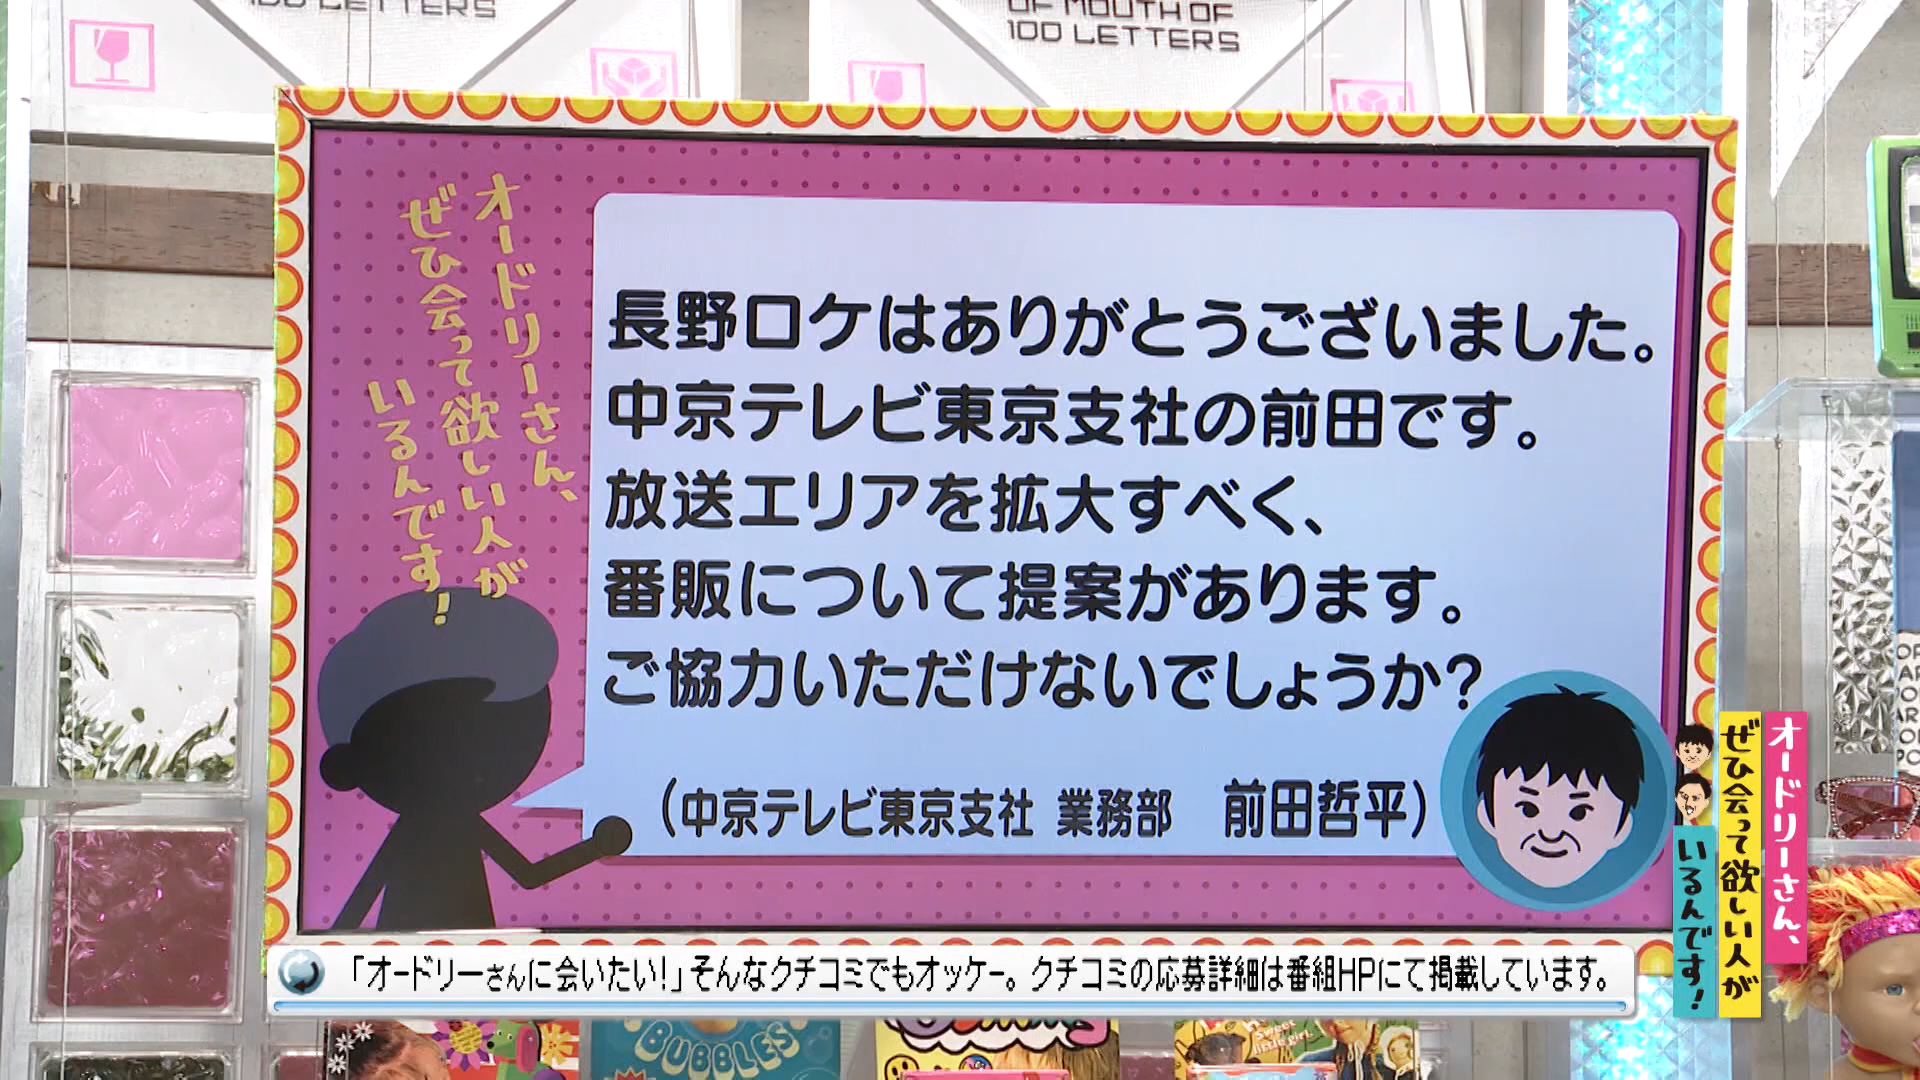 100 LETTERS
OF MOUTH OF
100 LETTERS
オードリーさん、
ぜひ会って欲しい人が
いるんです!
長野ロケはありがとうございました。
中京テレビ東京支社の前田です。
放送エリアを拡大すべく、
番販について提案があります。
ご協力いただけないでしょうか?
(中京テレビ東京支社 業務部 前田哲平)
オードリーさん、
ぜひ会って欲しい人が
いるんです!
「オードリーさんに会いたい!」そんなクチコミでもオッケー。クチコミの応募詳細は番組HPにて掲載しています。
BUBBLES
Sweet
little girl.